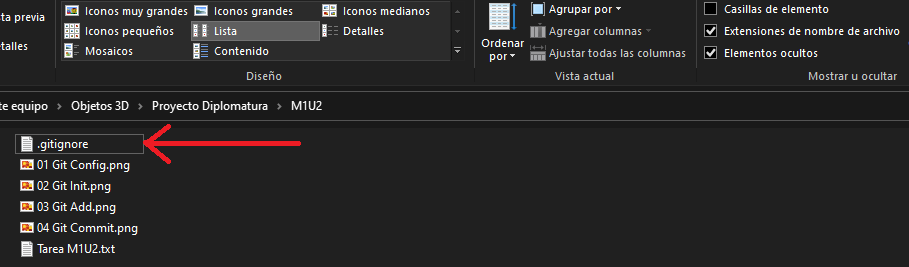 sta previa
etalles
Iconos muy grandes
Iconos grandes
Iconos medianos
Iconos pequeños
Lista
Detalles
Mosaicos
Contenido
Diseño
Ordenar
por
Agrupar por
Agregar columnas
Ajustar todas las columnas
Vista actual
Casillas de elemento
Extensiones de nombre de archivo
Elementos ocultos
Mostrar u ocultar
te equipo > Objetos 3D > Proyecto Diplomatura > M1U2
.gitignore
01 Git Config.png
02 Git Init.png
03 Git Add.png
04 Git Commit.png
Tarea M1U2.txt